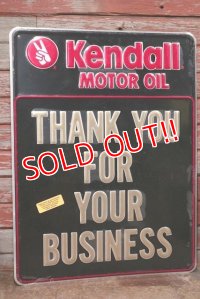 Kendall
MOTOR OIL
THANK YOU
SOLD OUT!!
FOR
YOUR
BUSINESS